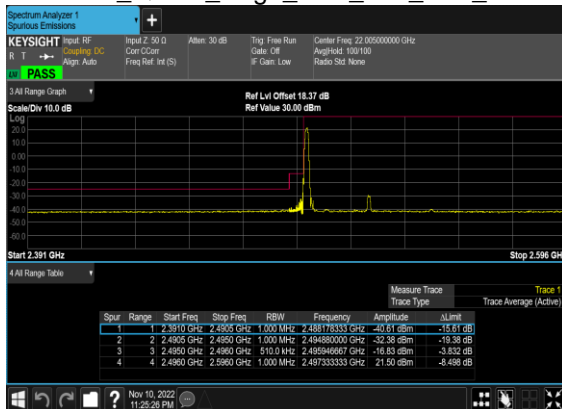 Spectrum Analyzer 1
Spurious Emissions
+
KEYSIGHT Input: RF Input Z: 50 Ω Atten: 30 dB Trig: Free Run Center Freq: 22.005000000 GHz
R T Coupling: DC Corr CCorr Gate: Off Avg|Hold: 100/100
Align: Auto Freq Ref: Int (S) IF Gain: Low Radio Std: None
PASS
3 All Range Graph
Ref Lvl Offset 18.37 dB
Scale/Div 10.0 dB Ref Value 30.00 dBm
Log
20.0
10.0
0.00
-10.0
-20.0
-30.0
-40.0
-50.0
-60.0
Start 2.391 GHz Stop 2.596 GH
4 All Range Table
Measure Trace Trace 1
Trace Type Trace Average (Active)
Spur Range Start Freq Stop Freq RBW Frequency Amplitude ΔLimit
1 1 2.3910 GHz 2.4905 GHz 1.000 MHz 2.488178333 GHz -40.61 dBm -15.61 dB
2 2 2.4905 GHz 2.4950 GHz 1.000 MHz 2.494880000 GHz -32.38 dBm -19.38 dB
3 3 2.4950 GHz 2.4960 GHz 510.0 kHz 2.495946667 GHz -16.83 dBm -3.832 dB
4 4 2.4960 GHz 2.5960 GHz 1.000 MHz 2.497333333 GHz 21.50 dBm -8.498 dB
? Nov 10, 2022
11:25:26 PM